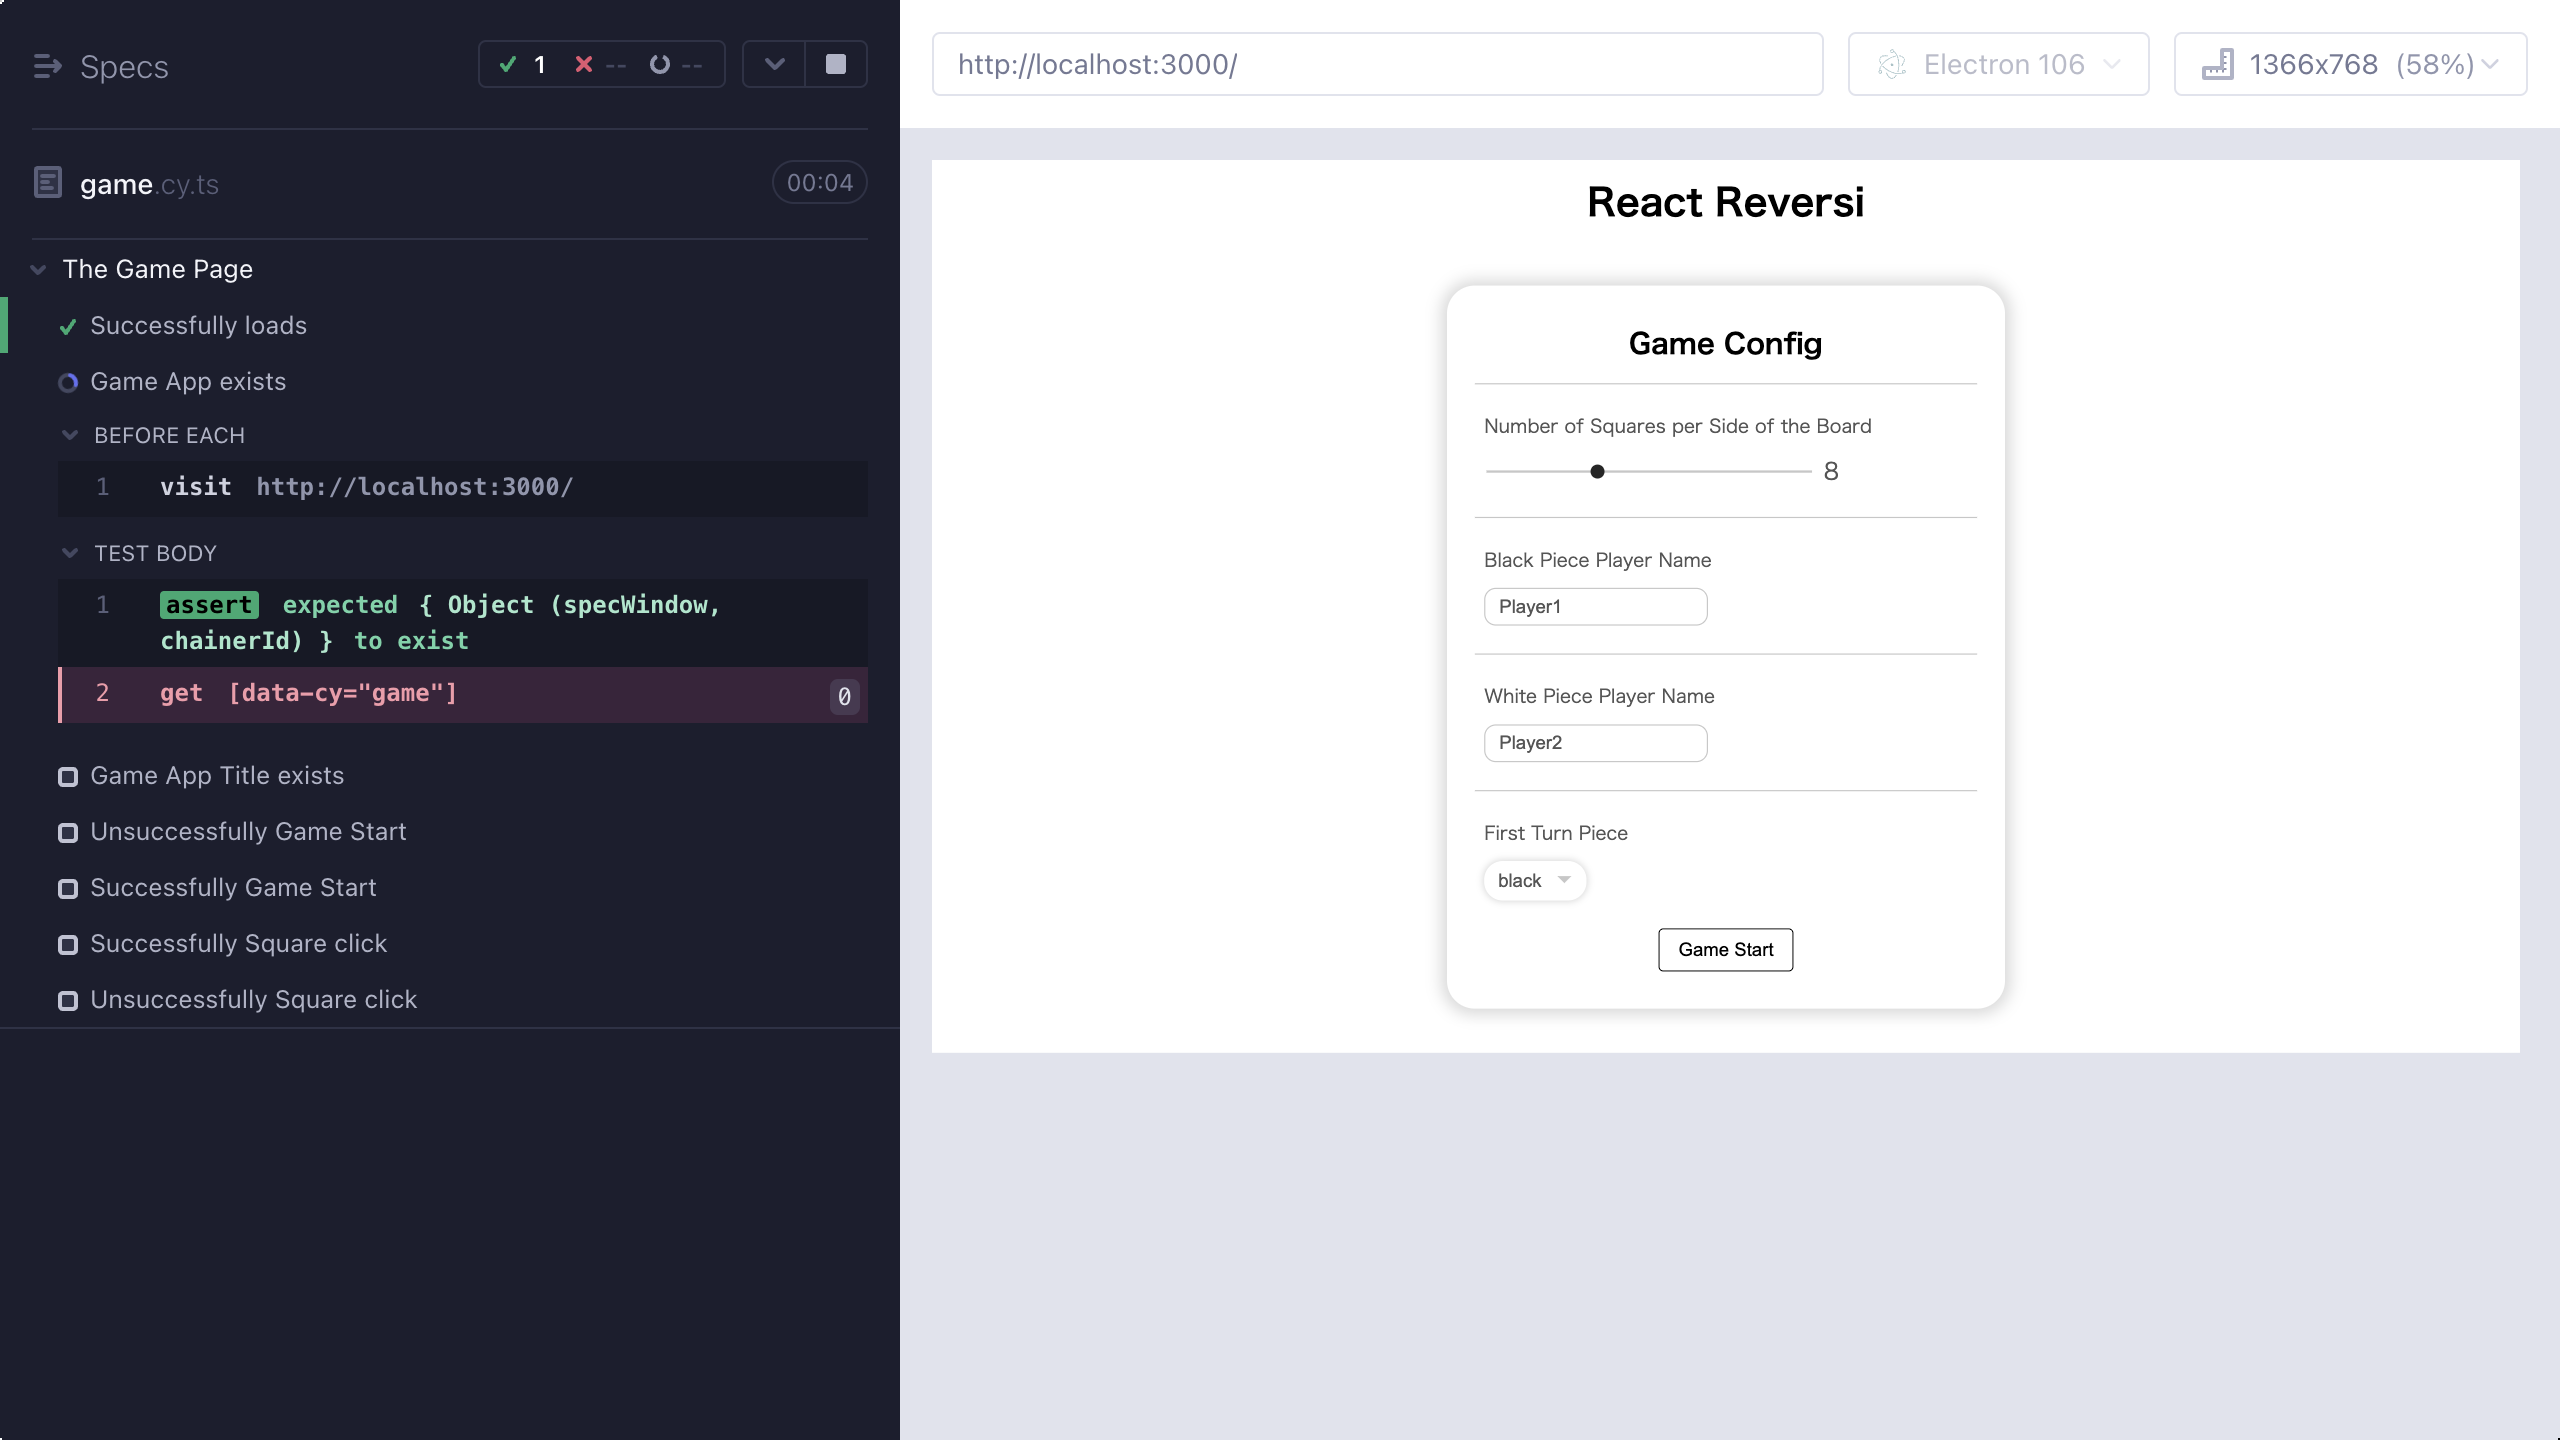 Specs
1 -- --
game.cy.ts 00:04
The Game Page
Successfully loads
Game App exists
BEFORE EACH
1 visit http://localhost:3000/
TEST BODY
1 assert expected { Object (specWindow,
chainerId) } to exist
2 get [data-cy="game"] 0
Game App Title exists
Unsuccessfully Game Start
Successfully Game Start
Successfully Square click
Unsuccessfully Square click
http://localhost:3000/
Electron 106
1366x768 (58%)
React Reversi
Game Config
Number of Squares per Side of the Board
8
Black Piece Player Name
Player1
White Piece Player Name
Player2
First Turn Piece
black
Game Start